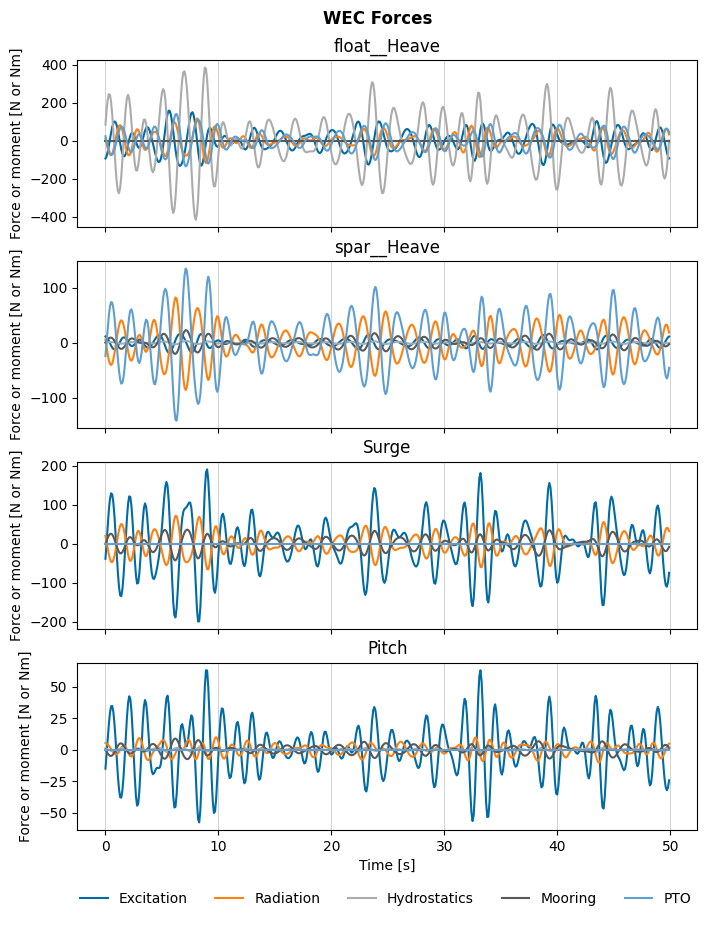 WEC Forces
float__Heave
Force or moment [N or Nm]
400
200
0
−200
−400
spar__Heave
Force or moment [N or Nm]
100
0
−100
Surge
Force or moment [N or Nm]
200
100
0
−100
−200
Pitch
Force or moment [N or Nm]
50
25
0
−25
−50
0 10 20 30 40 50
Time [s]
Excitation Radiation Hydrostatics Mooring PTO